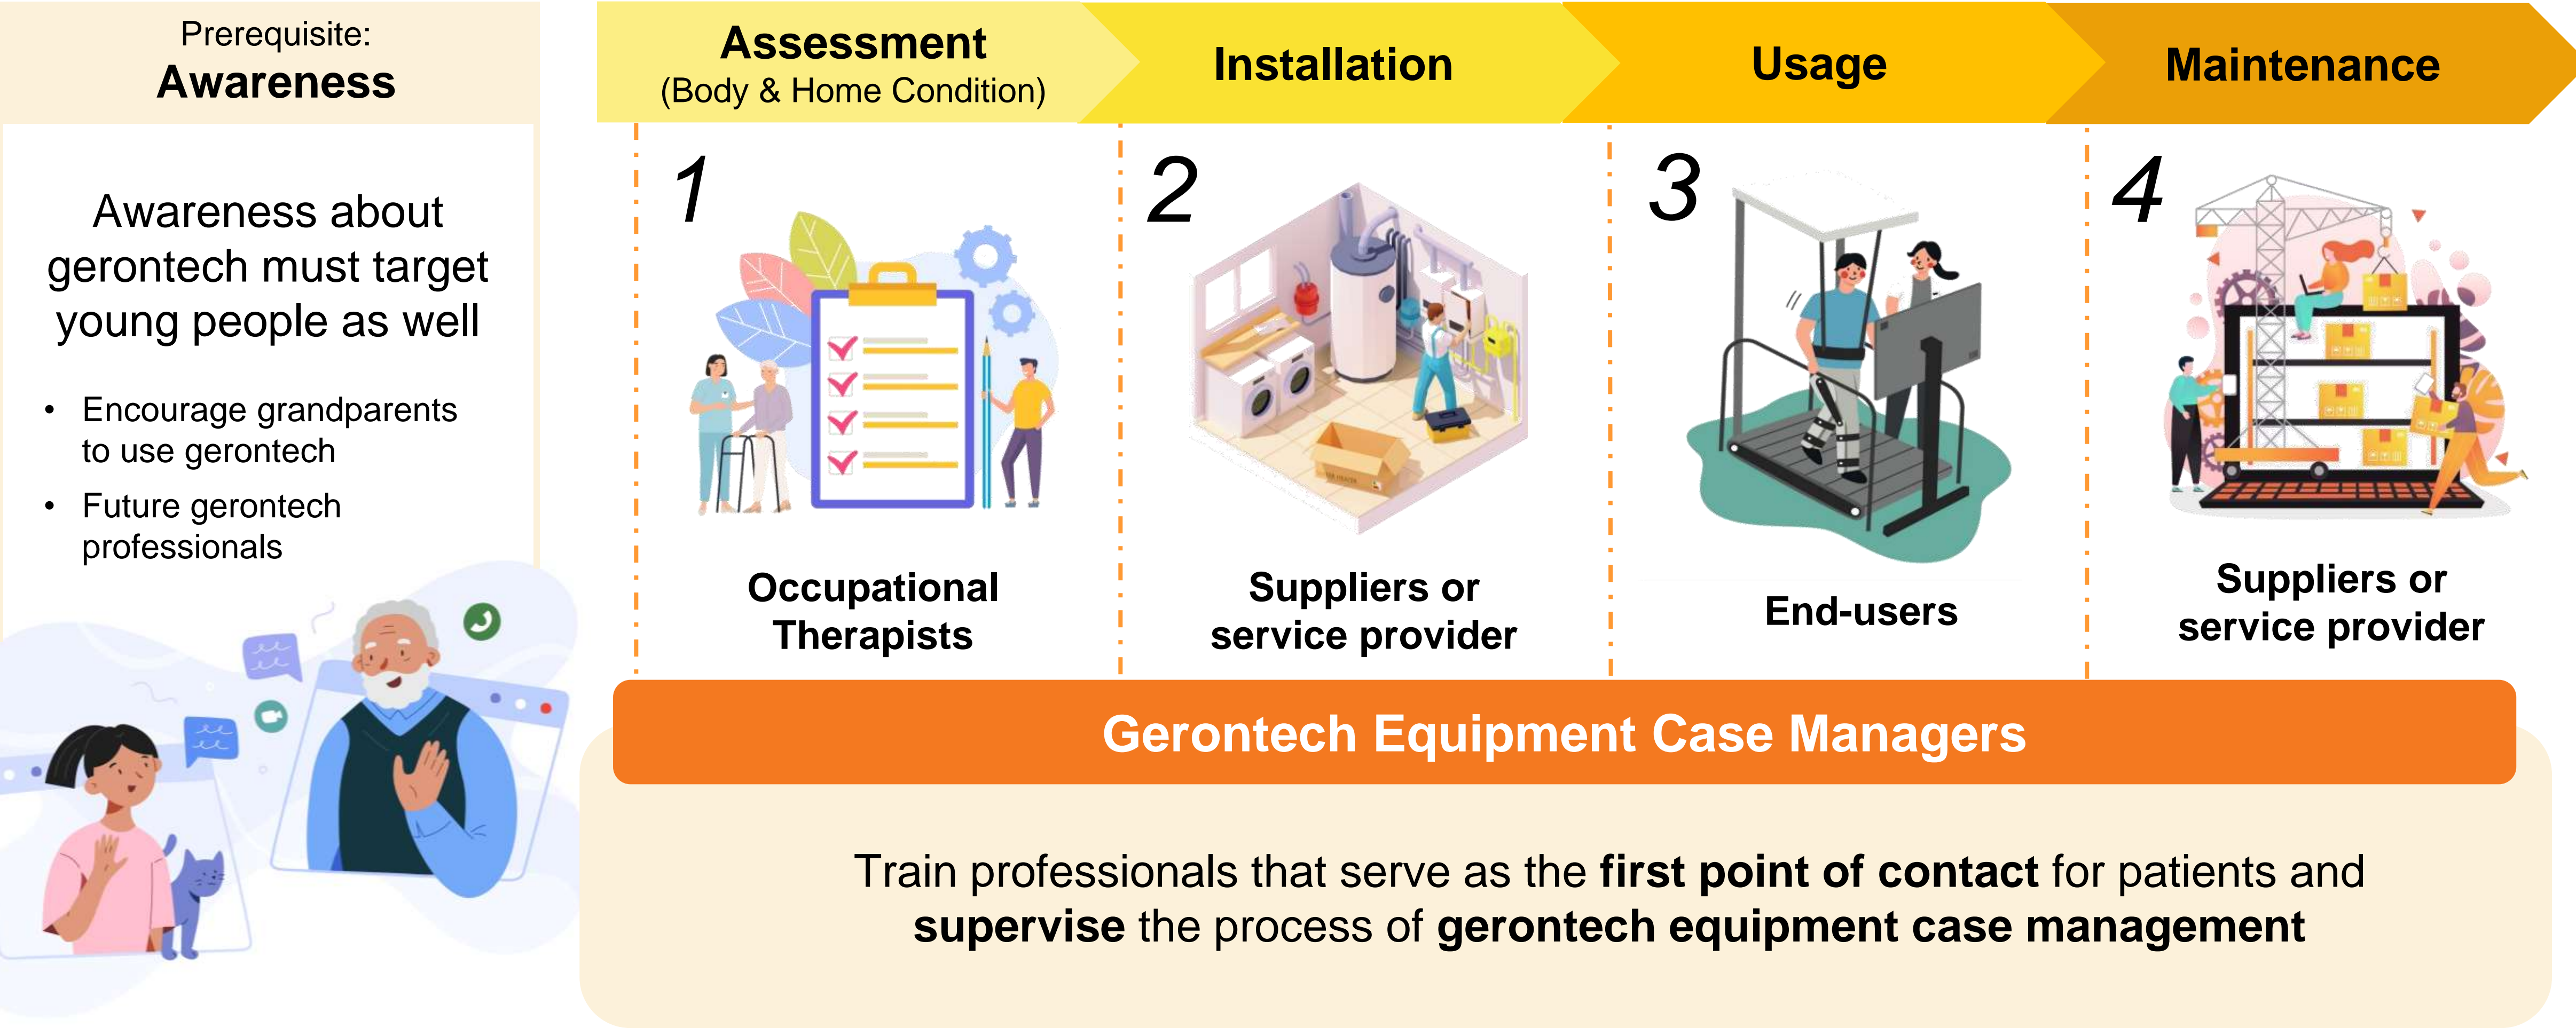 Prerequisite:
Awareness
Awareness about
gerontech must target
young people as well
• Encourage grandparents
to use gerontech
• Future gerontech
professionals
Assessment
(Body & Home Condition)
Installation
Usage
Maintenance
1
2
3
4
Occupational
Therapists
Suppliers or
service provider
End-users
Suppliers or
service provider
Gerontech Equipment Case Managers
Train professionals that serve as the first point of contact for patients and
supervise the process of gerontech equipment case management